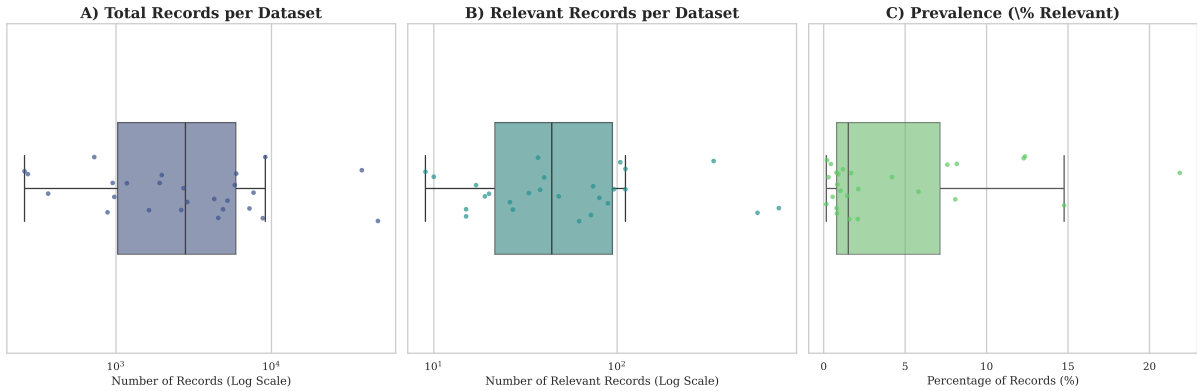 A) Total Records per Dataset
B) Relevant Records per Dataset
C) Prevalence (\% Relevant)
10³ 10⁴
10¹ 10²
0 5 10 15 20
Number of Records (Log Scale)
Number of Relevant Records (Log Scale)
Percentage of Records (%)